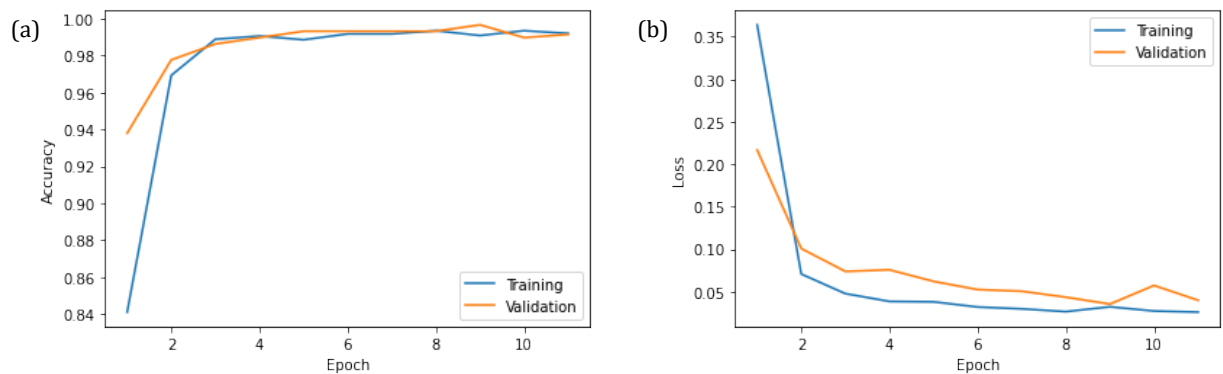 (a)
1.00
0.98
0.96
0.94
0.92
0.90
0.88
0.86
0.84
Accuracy
2
4
6
8
10
Epoch
Training
Validation
(b)
0.35
0.30
0.25
0.20
0.15
0.10
0.05
Loss
2
4
6
8
10
Epoch
Training
Validation